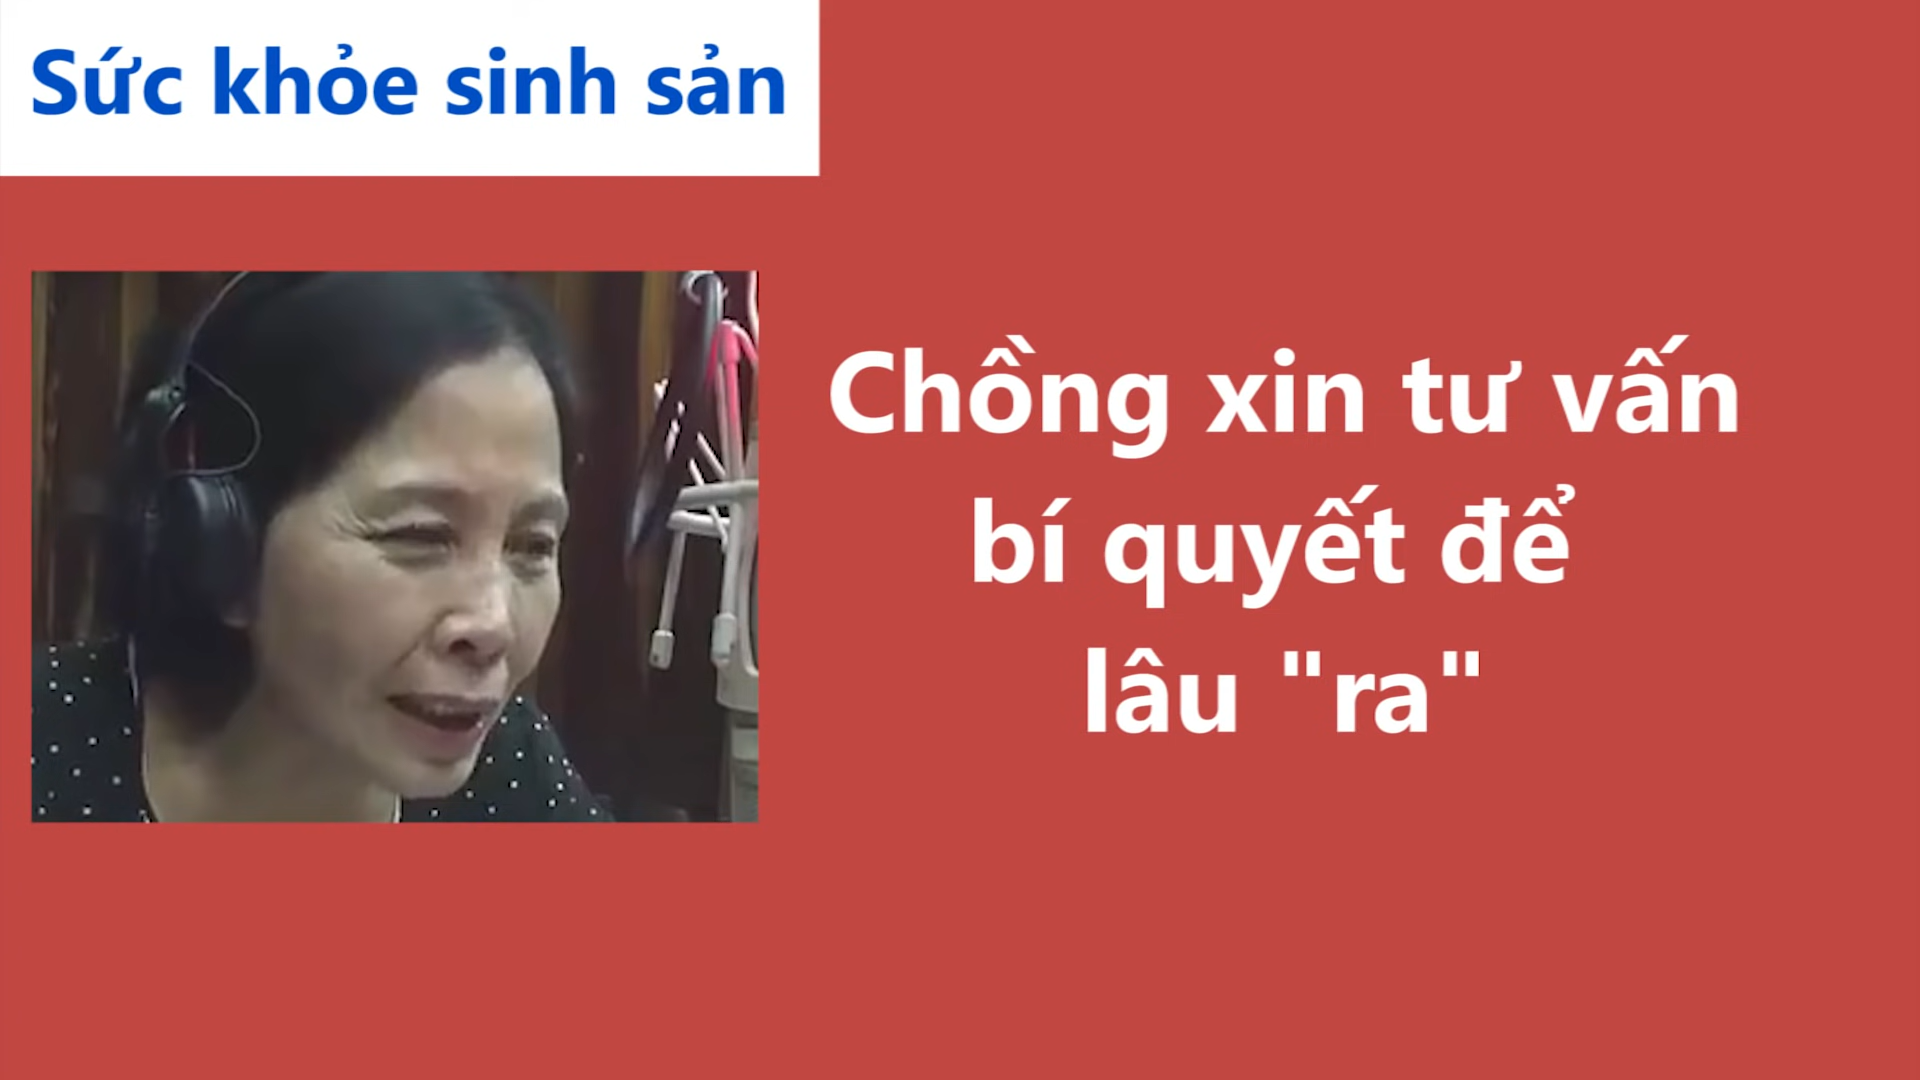 Sức khỏe sinh sản
Chồng xin tư vấn
bí quyết để
lâu "ra"